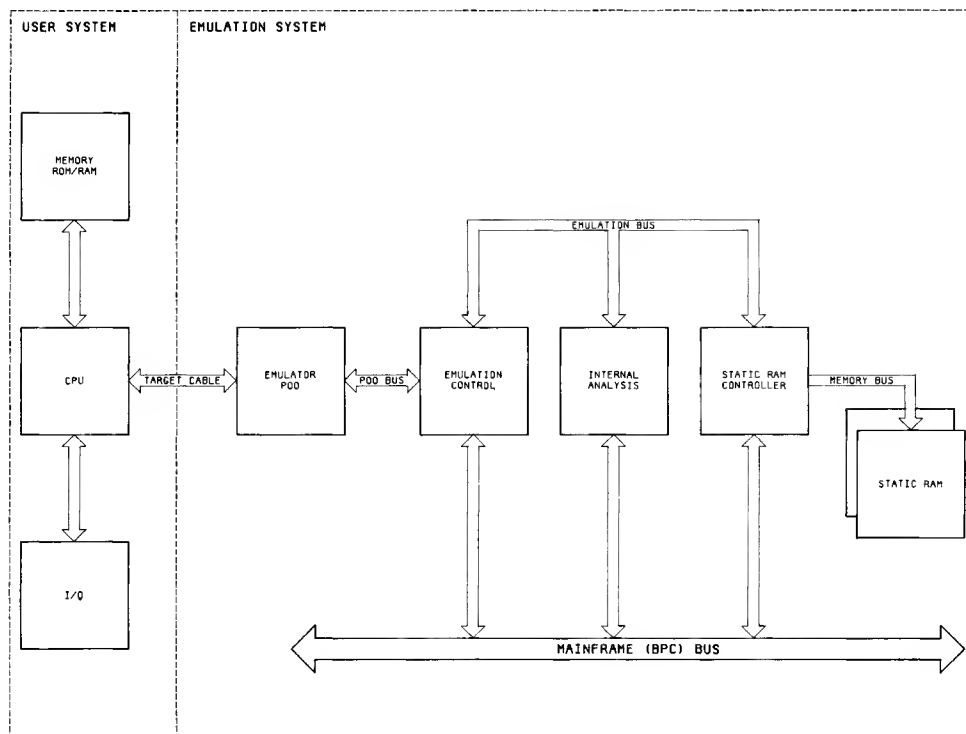 USER SYSTEM
EMULATION SYSTEM
MEMORY
ROM/RAM
EMULATION BUS
CPU
TARGET CABLE
EMULATOR
POD
POD BUS
EMULATION
CONTROL
INTERNAL
ANALYSIS
STATIC RAM
CONTROLLER
MEMORY BUS
STATIC RAM
I/O
MAINFRAME (BPC) BUS